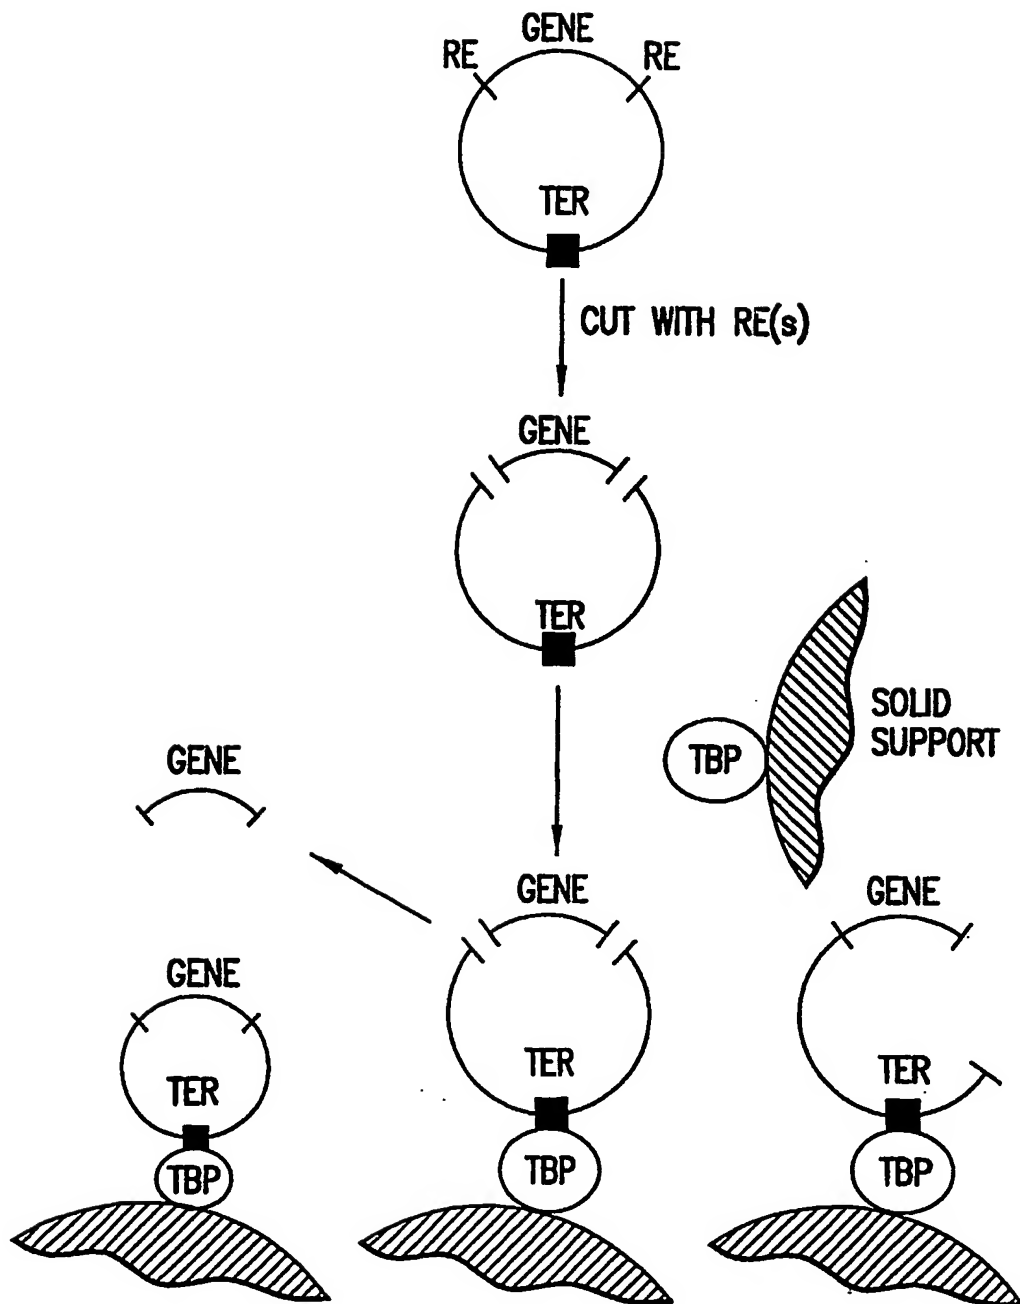 GENE
RE
RE
TER
CUT WITH RE(s)
GENE
TER
SOLID
SUPPORT
TBP
GENE
GENE
GENE
GENE
TER
TER
TER
TBP
TBP
TBP